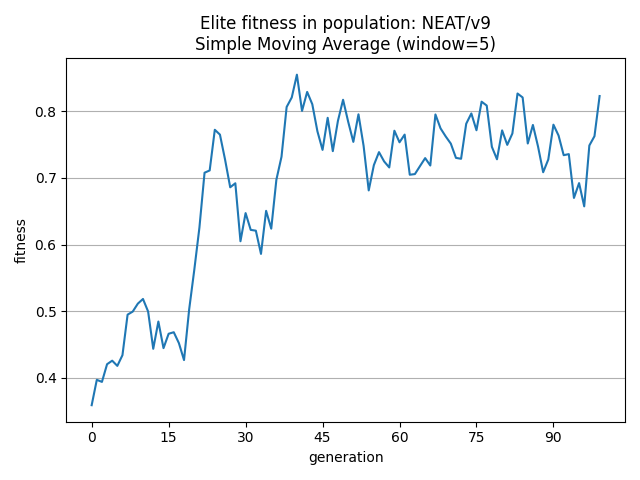 Elite fitness in population: NEAT/v9
Simple Moving Average (window=5)
fitness
0.8
0.7
0.6
0.5
0.4
0 15 30 45 60 75 90
generation